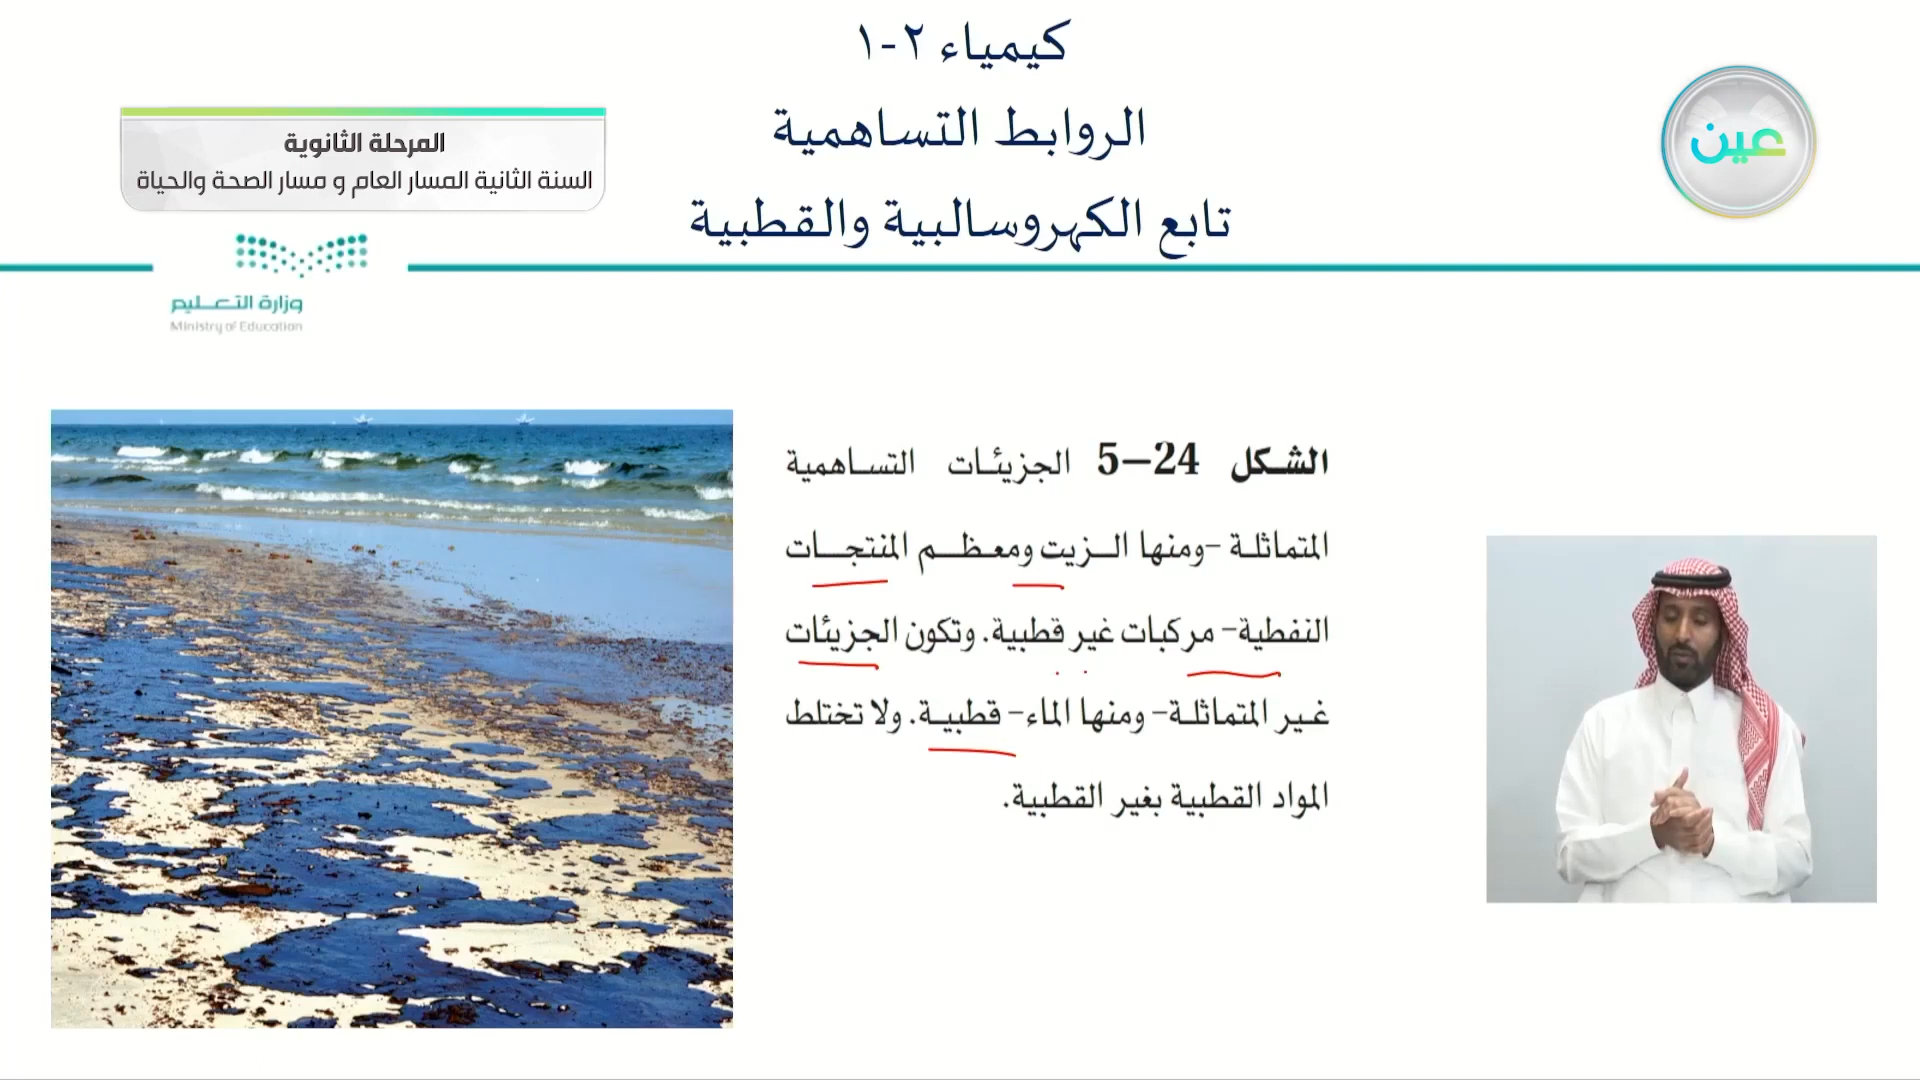 كيمياء ٢-١
الروابط التساهمية
تابع الكهروسالبية والقطبية
عين
المرحلة الثانوية
السنة الثانية المسار العام و مسار الصحة والحياة
وزارة التعليم
Ministry of Education
الشكل 24–5 الجزيئات التساهمية
المتماثلة -ومنها الزيت ومعظم المنتجات
النفطية- مركبات غير قطبية. وتكون الجزيئات
غير المتماثلة- ومنها الماء- قطبية. ولا تختلط
المواد القطبية بغير القطبية.